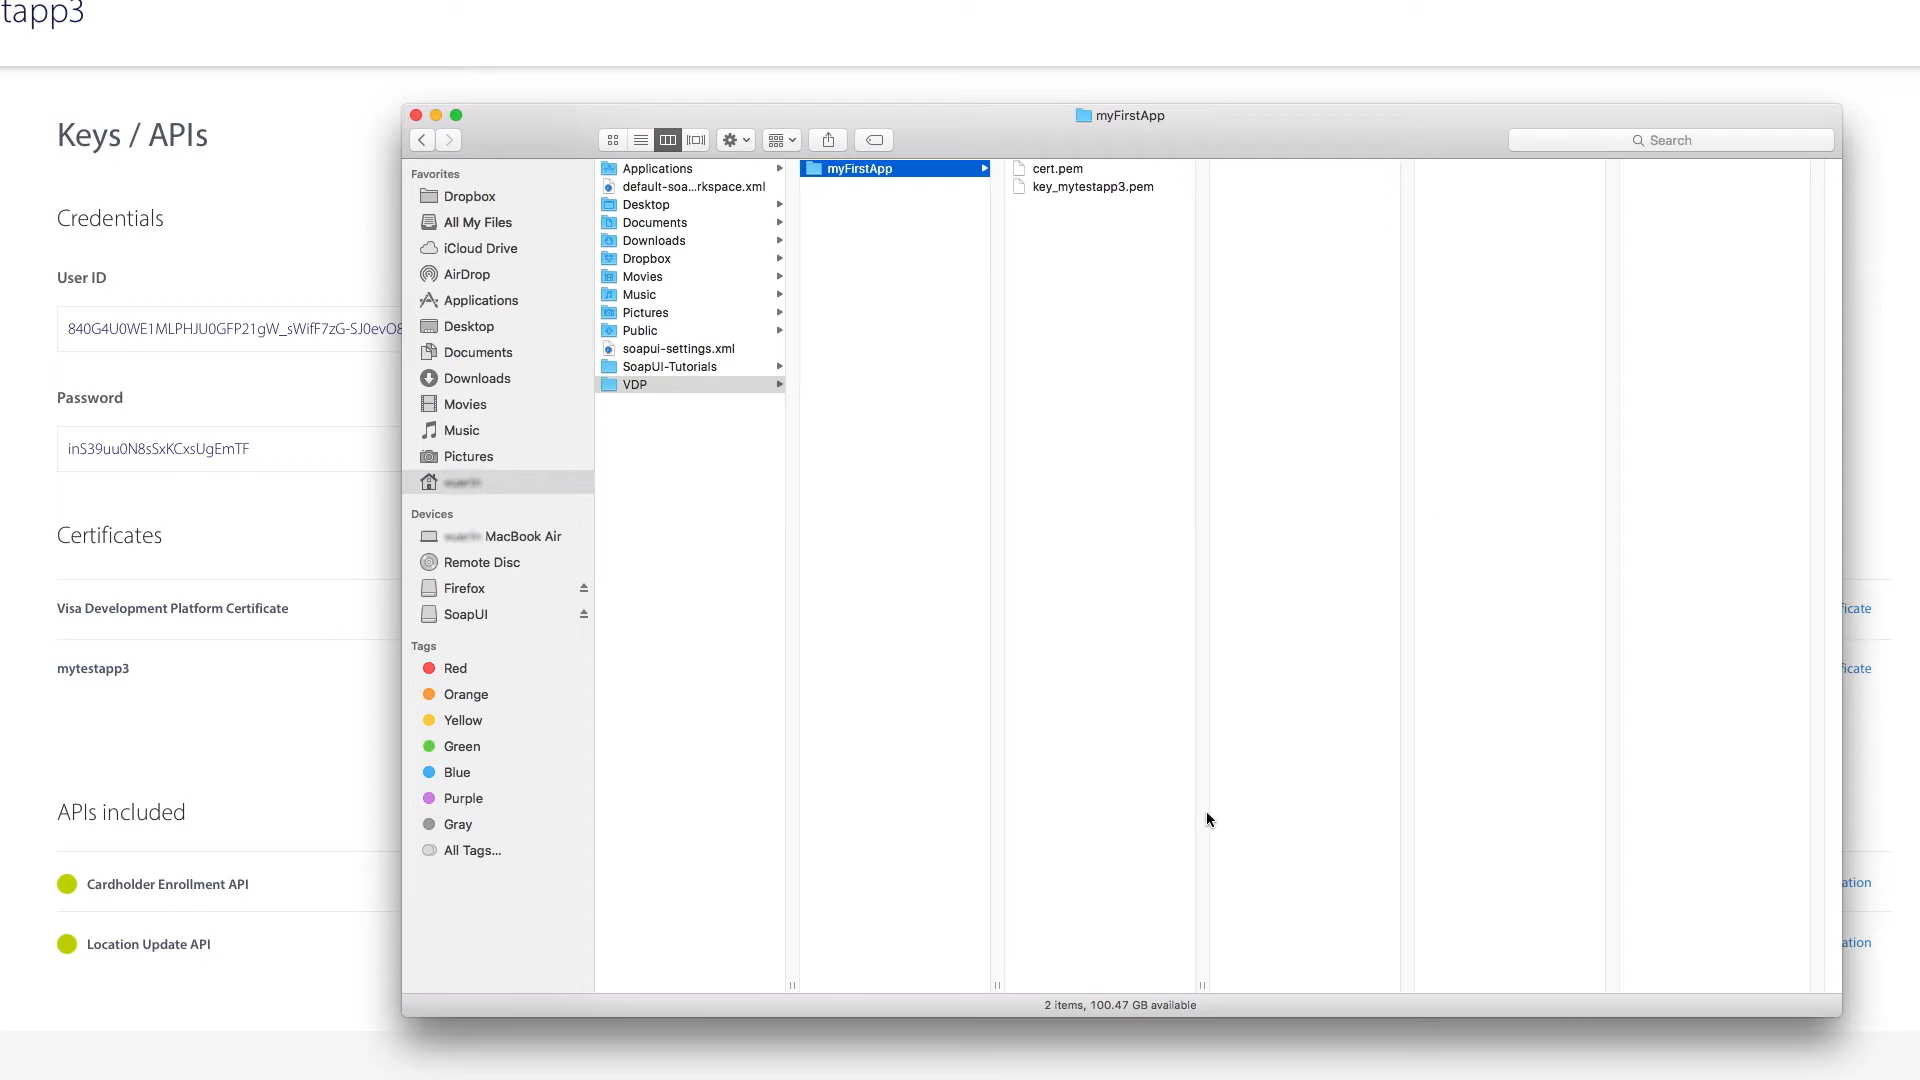 tapp3
Keys / APIs
Credentials
User ID
840G4U0WE1MLPHJU0GFP21gW_sWifF7zG-SJ0evO8
Password
inS39uu0N8sSxKCxsUgEmTF
Certificates
Visa Development Platform Certificate
ficate
mytestapp3
ficate
APIs included
Cardholder Enrollment API
ation
Location Update API
ation
myFirstApp
Search
Favorites
Dropbox
All My Files
iCloud Drive
AirDrop
Applications
Desktop
Documents
Downloads
Movies
Music
Pictures
Devices
MacBook Air
Remote Disc
Firefox
SoapUI
Tags
Red
Orange
Yellow
Green
Blue
Purple
Gray
All Tags...
Applications
default-soa...rkspace.xml
Desktop
Documents
Downloads
Dropbox
Movies
Music
Pictures
Public
soapui-settings.xml
SoapUI-Tutorials
VDP
myFirstApp
cert.pem
key_mytestapp3.pem
2 items, 100.47 GB available